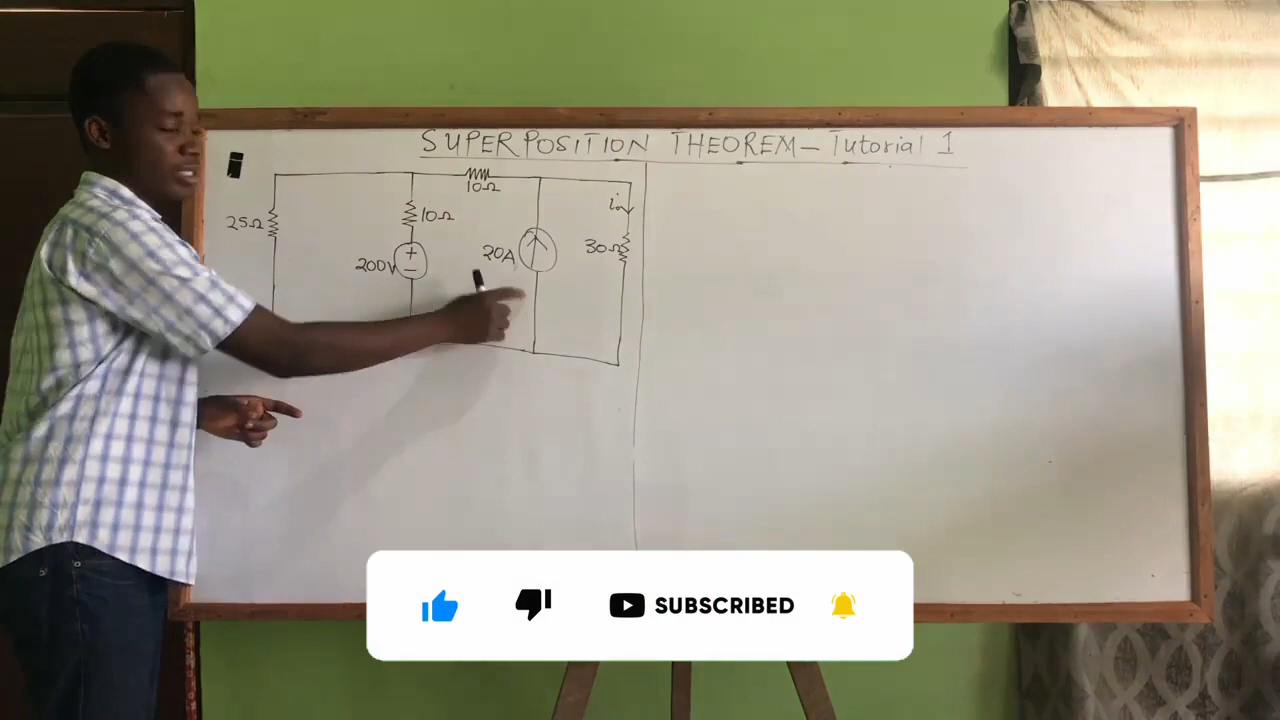 SUPERPOSITION THEOREM - Tutorial 1
10Ω
25Ω
10Ω
i₀
200V
20A
30Ω
SUBSCRIBED